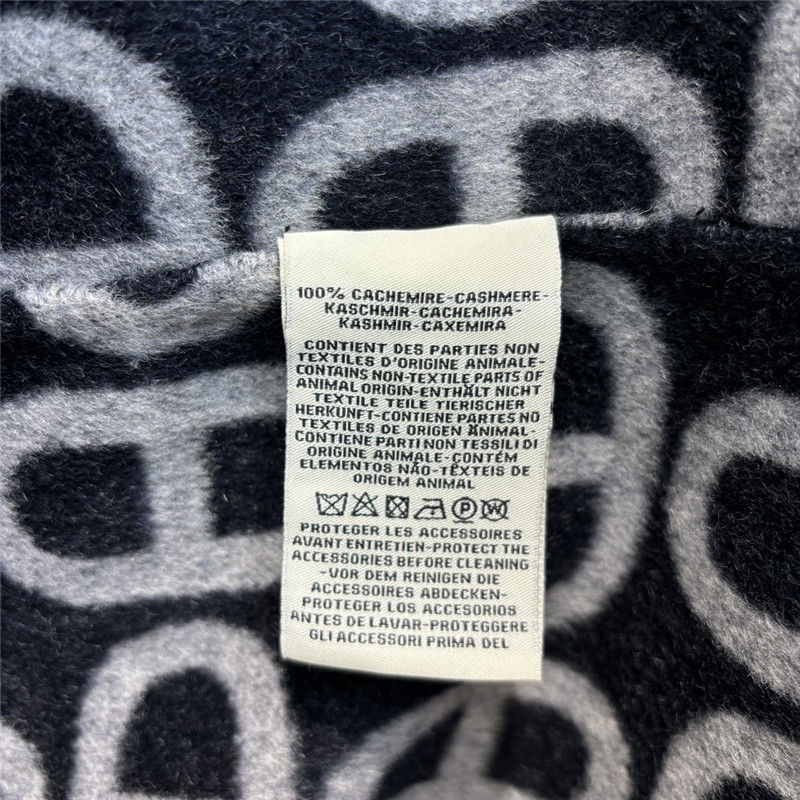 100% CACHEMIRE-CASHMERE-
KASCHMIR-CACHEMIRA-
KASHMIR-CAXEMIRA
CONTIENT DES PARTIES NON
TEXTILES D'ORIGINE ANIMALE-
CONTAINS NON-TEXTILE PARTS OF
ANIMAL ORIGIN-ENTHÄLT NICHT
TEXTILE TEILE TIERISCHER
HERKUNFT-CONTIENE PARTES NO
TEXTILES DE ORIGEN ANIMAL-
CONTIENE PARTI NON TESSILI DI
ORIGINE ANIMALE-CONTÉM
ELEMENTOS NÃO-TÊXTEIS DE
ORIGEM ANIMAL
P W
PROTEGER LES ACCESSOIRES
AVANT ENTRETIEN-PROTECT THE
ACCESSORIES BEFORE CLEANING
-VOR DEM REINIGEN DIE
ACCESSOIRES ABDECKEN-
PROTEGER LOS ACCESORIOS
ANTES DE LAVAR-PROTEGGERE
GLI ACCESSORI PRIMA DEL